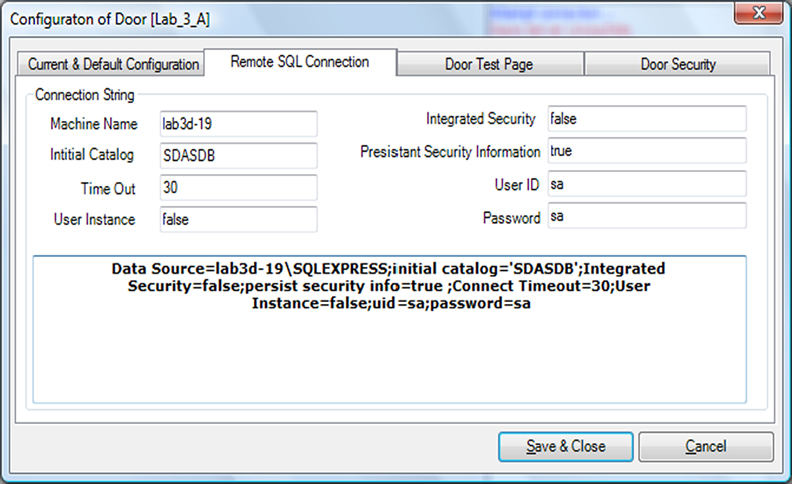 Configuraton of Door [Lab_3_A]
Current & Default Configuration
Remote SQL Connection
Door Test Page
Door Security
Connection String
Machine Name
lab3d-19
Intitial Catalog
SDASDB
Time Out
30
User Instance
false
Integrated Security
false
Presistant Security Information
true
User ID
sa
Password
sa
Data Source=lab3d-19\SQLEXPRESS;initial catalog='SDASDB';Integrated
Security=false;persist security info=true ;Connect Timeout=30;User
Instance=false;uid=sa;password=sa
Save & Close
Cancel